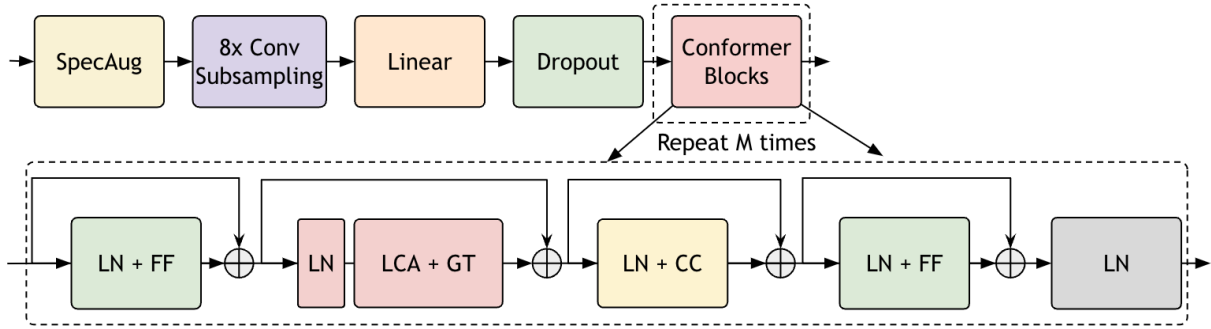 SpecAug
8x Conv
Subsampling
Linear
Dropout
Conformer
Blocks
Repeat M times
LN + FF
LN
LCA + GT
LN + CC
LN + FF
LN